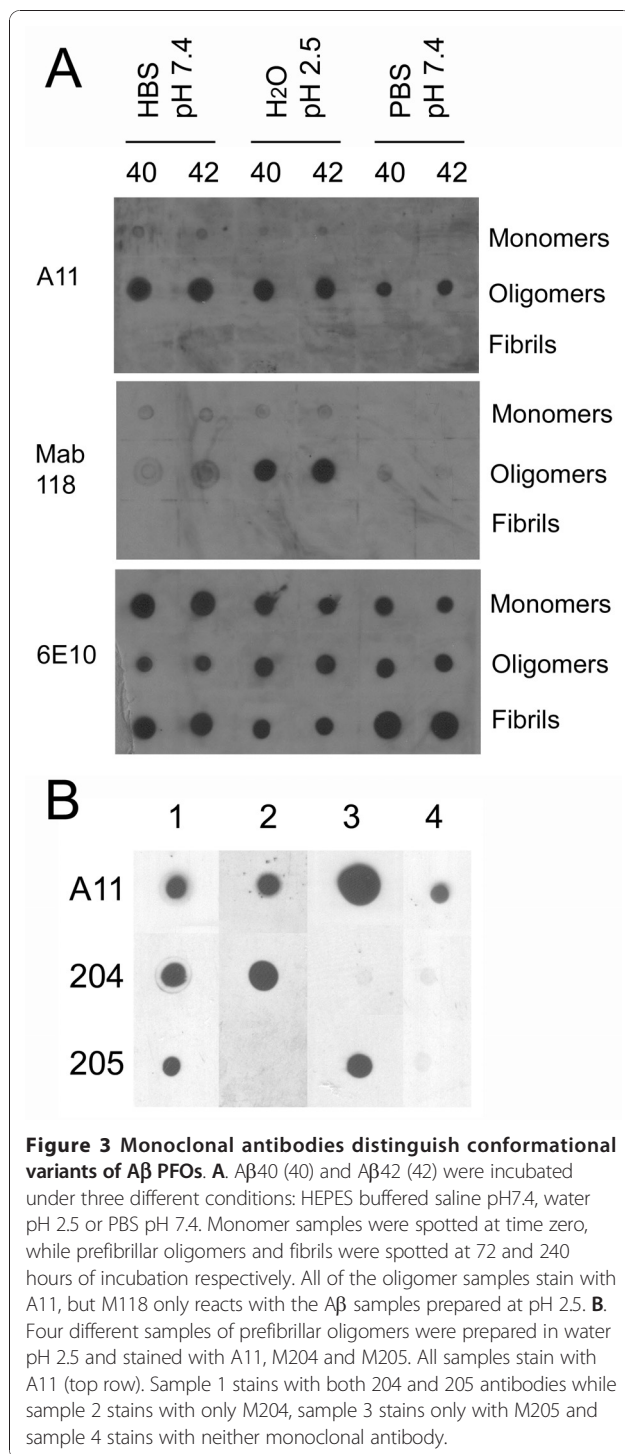 A
HBS pH 7.4
H2O pH 2.5
PBS pH 7.4
40 42 40 42 40 42
A11
Monomers
Oligomers
Fibrils
Mab 118
Monomers
Oligomers
Fibrils
6E10
Monomers
Oligomers
Fibrils
B
1 2 3 4
A11
204
205
Figure 3 Monoclonal antibodies distinguish conformational
variants of Aβ PFOs. A. Aβ40 (40) and Aβ42 (42) were incubated
under three different conditions: HEPES buffered saline pH7.4, water
pH 2.5 or PBS pH 7.4. Monomer samples were spotted at time zero,
while prefibrillar oligomers and fibrils were spotted at 72 and 240
hours of incubation respectively. All of the oligomer samples stain with
A11, but M118 only reacts with the Aβ samples prepared at pH 2.5. B.
Four different samples of prefibrillar oligomers were prepared in water
pH 2.5 and stained with A11, M204 and M205. All samples stain with
A11 (top row). Sample 1 stains with both 204 and 205 antibodies while
sample 2 stains with only M204, sample 3 stains only with M205 and
sample 4 stains with neither monoclonal antibody.